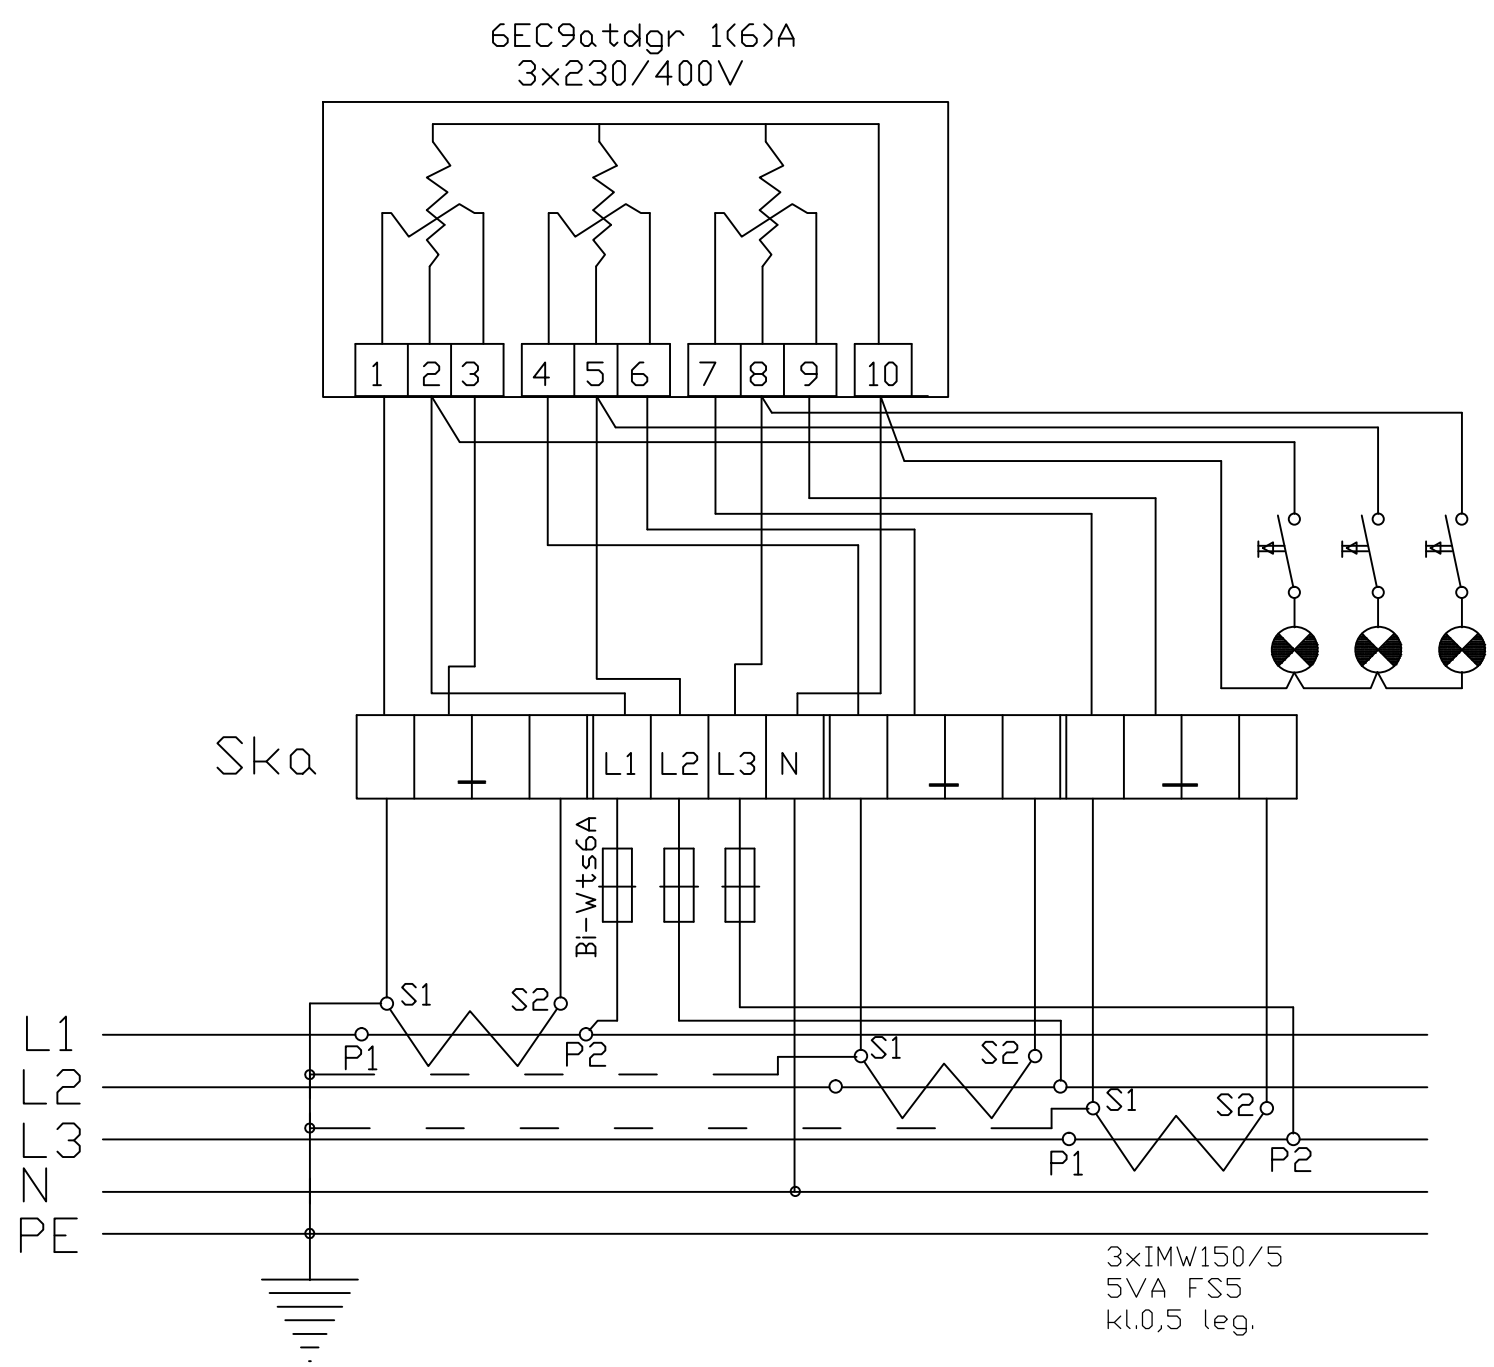 6EC9atdgr 1(6)A
3x230/400V
1 2 3 4 5 6 7 8 9 10
Ska
L1 L2 L3 N
Bi-Wts6A
S1 S2
L1
P1 P2
S1 S2
L2
S1 S2
L3
P1 P2
N
PE
3xIMW150/5
5VA FS5
kl.0,5 leg.